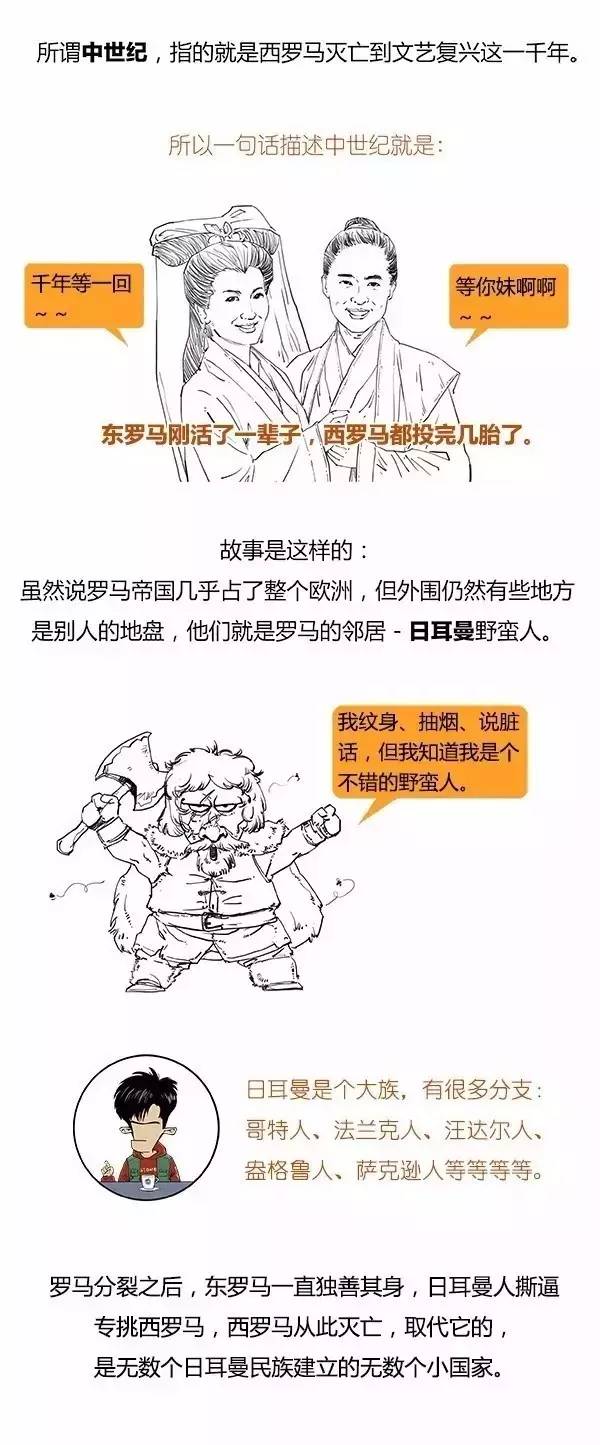 所谓中世纪，指的就是西罗马灭亡到文艺复兴这一千年。
所以一句话描述中世纪就是：
千年等一回
～～
等你妹啊啊
～～
东罗马刚活了一辈子，西罗马都投完几胎了。
故事是这样的：
虽然说罗马帝国几乎占了整个欧洲，但外围仍然有些地方
是别人的地盘，他们就是罗马的邻居－日耳曼野蛮人。
我纹身、抽烟、说脏
话，但我知道我是个
不错的野蛮人。
日耳曼是个大族，有很多分支：
哥特人、法兰克人、汪达尔人、
盎格鲁人、萨克逊人等等等等。
罗马分裂之后，东罗马一直独善其身，日耳曼人撕逼
专挑西罗马，西罗马从此灭亡，取代它的，
是无数个日耳曼民族建立的无数个小国家。